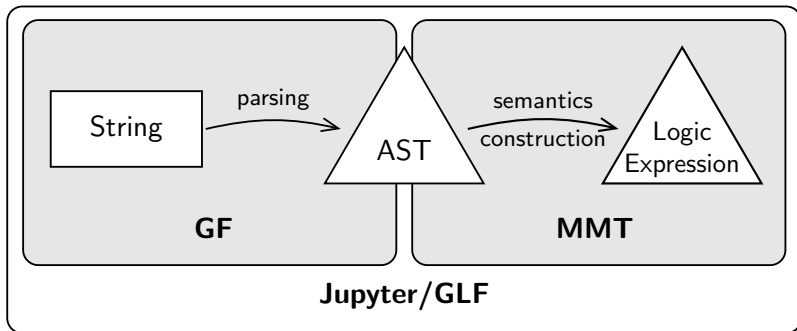 String
parsing
AST
semantics
construction
Logic
Expression
GF
MMT
Jupyter/GLF